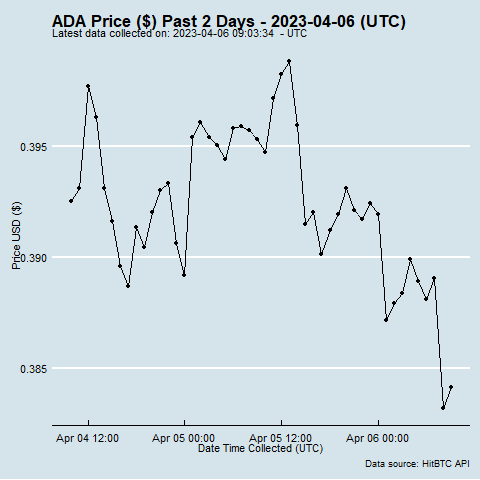 ADA Price ($) Past 2 Days - 2023-04-06 (UTC)
Latest data collected on: 2023-04-06 09:03:34  - UTC
0.395
0.390
0.385
Price USD ($)
Apr 04 12:00 Apr 05 00:00 Apr 05 12:00 Apr 06 00:00
Date Time Collected (UTC)
Data source: HitBTC API